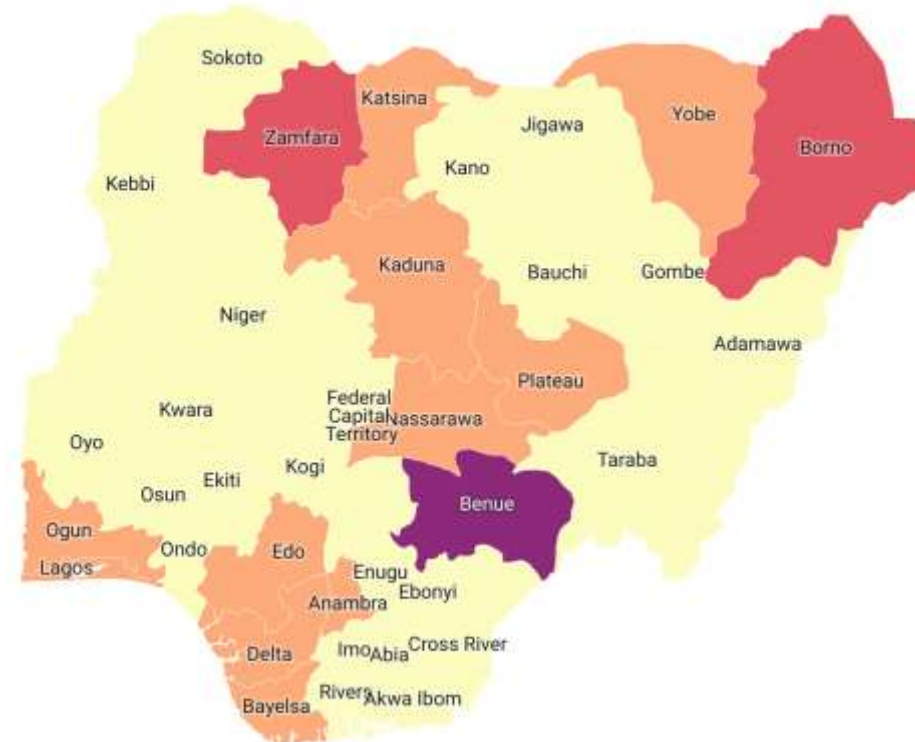 Sokoto
Katsina
Zamfara
Jigawa
Yobe
Borno
Kano
Kebbi
Kaduna
Bauchi
Gombe
Niger
Adamawa
Plateau
Federal
Capital
Territory
Nassarawa
Kwara
Oyo
Kogi
Taraba
Ekiti
Osun
Benue
Ogun
Ondo
Edo
Lagos
Enugu
Ebonyi
Anambra
Delta
Imo
Abia
Cross River
Bayelsa
Rivers
Akwa Ibom